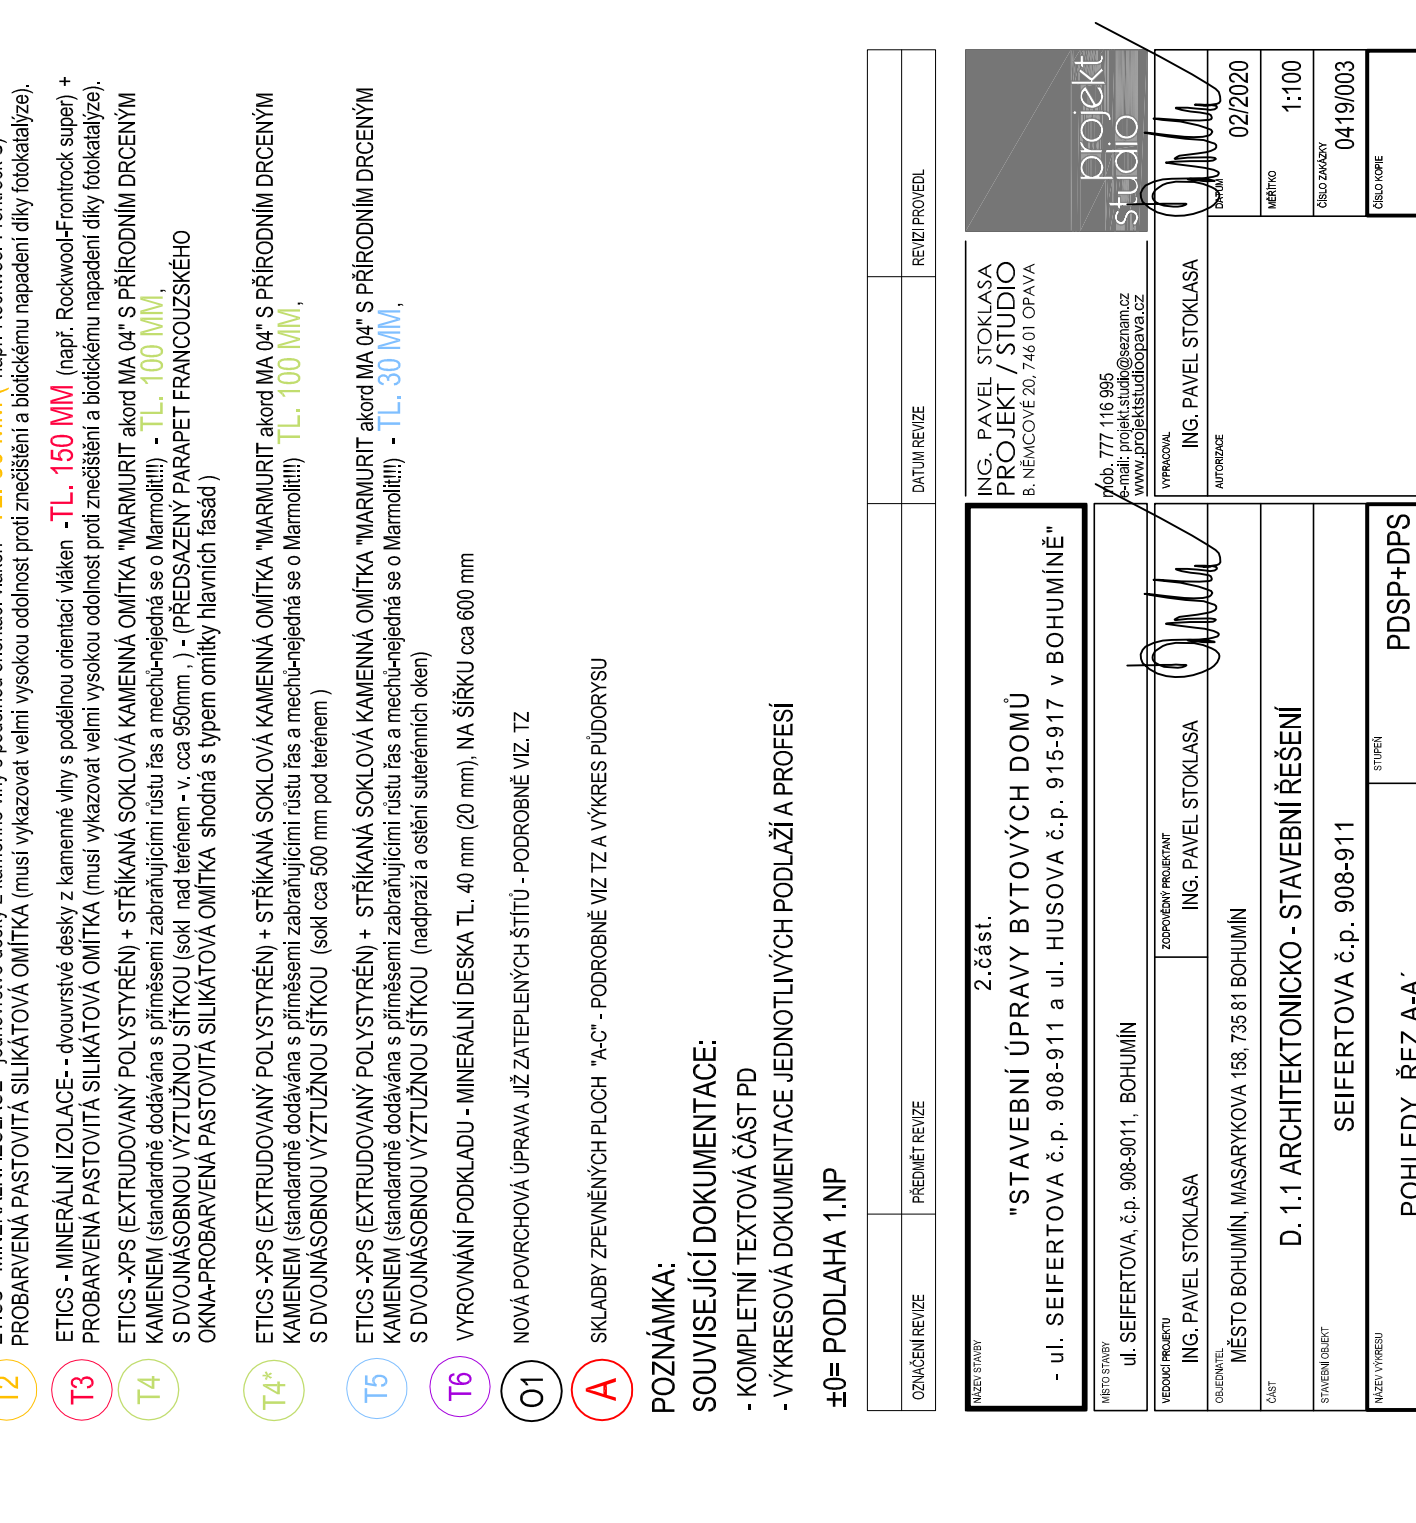 T2
PROBARVENÁ PASTOVITÁ SILIKÁTOVÁ OMÍTKA (musí vykazovat velmi vysokou odolnost proti znečištění a biotickému napadení díky fotokatalýze).
T3
ETICS - MINERÁLNÍ IZOLACE- - dvouvrstvé desky z kamenné vlny s podélnou orientací vláken - TL. 150 MM (např. Rockwool-Frontrock super) +
PROBARVENÁ PASTOVITÁ SILIKÁTOVÁ OMÍTKA (musí vykazovat velmi vysokou odolnost proti znečištění a biotickému napadení díky fotokatalýze).
T4
ETICS -XPS (EXTRUDOVANÝ POLYSTYRÉN) + STŘÍKANÁ SOKLOVÁ KAMENNÁ OMÍTKA "MARMURIT akord MA 04" S PŘÍRODNÍM DRCENÝM
KAMENEM (standardně dodávána s příměsemi zabraňujícími růstu řas a mechů-nejedná se o Marmolit!!!) - TL. 100 MM,
S DVOJNÁSOBNOU VÝZTUŽNOU SÍŤKOU (sokl nad terénem - v. cca 950mm , ) - (PŘEDSAZENÝ PARAPET FRANCOUZSKÉHO
OKNA-PROBARVENÁ PASTOVITÁ SILIKÁTOVÁ OMÍTKA shodná s typem omítky hlavních fasád )
T4*
ETICS -XPS (EXTRUDOVANÝ POLYSTYRÉN) + STŘÍKANÁ SOKLOVÁ KAMENNÁ OMÍTKA "MARMURIT akord MA 04" S PŘÍRODNÍM DRCENÝM
KAMENEM (standardně dodávána s příměsemi zabraňujícími růstu řas a mechů-nejedná se o Marmolit!!!) TL. 100 MM,
S DVOJNÁSOBNOU VÝZTUŽNOU SÍŤKOU (sokl cca 500 mm pod terénem )
T5
ETICS -XPS (EXTRUDOVANÝ POLYSTYRÉN) + STŘÍKANÁ SOKLOVÁ KAMENNÁ OMÍTKA "MARMURIT akord MA 04" S PŘÍRODNÍM DRCENÝM
KAMENEM (standardně dodávána s příměsemi zabraňujícími růstu řas a mechů-nejedná se o Marmolit!!!) - TL. 30 MM,
S DVOJNÁSOBNOU VÝZTUŽNOU SÍŤKOU (nadpraží a ostění suterénních oken)
T6
VYROVNÁNÍ PODKLADU - MINERÁLNÍ DESKA TL. 40 mm (20 mm), NA ŠÍŘKU cca 600 mm
O1
NOVÁ POVRCHOVÁ ÚPRAVA JIŽ ZATEPLENÝCH ŠTÍTŮ - PODROBNĚ VIZ. TZ
A
SKLADBY ZPEVNĚNÝCH PLOCH "A-C" - PODROBNĚ VIZ TZ A VÝKRES PŮDORYSU
POZNÁMKA:
SOUVISEJÍCÍ DOKUMENTACE:
- KOMPLETNÍ TEXTOVÁ ČÁST PD
- VÝKRESOVÁ DOKUMENTACE JEDNOTLIVÝCH PODLAŽÍ A PROFESÍ
±0= PODLAHA 1.NP
OZNAČENÍ REVIZE
PŘEDMĚT REVIZE
DATUM REVIZE
REVIZI PROVEDL
NÁZEV STAVBY
2.část.
"STAVEBNÍ ÚPRAVY BYTOVÝCH DOMŮ
- ul. SEIFERTOVA č.p. 908-911 a ul. HUSOVA č.p. 915-917 v BOHUMÍNĚ"
ING. PAVEL STOKLASA
PROJEKT / STUDIO
B. NĚMCOVÉ 20, 746 01 OPAVA
mob. 777 116 995
e-mail: projekt.studio@seznam.cz
www.projektstudioopava.cz
projekt
studio
MÍSTO STAVBY
ul. SEIFERTOVA, č.p. 908-9011, BOHUMÍN
VEDOUCÍ PROJEKTU
ING. PAVEL STOKLASA
ZODPOVĚDNÝ PROJEKTANT
ING. PAVEL STOKLASA
VYPRACOVAL
ING. PAVEL STOKLASA
OBJEDNATEL
MĚSTO BOHUMÍN, MASARYKOVA 158, 735 81 BOHUMÍN
AUTORIZACE
DATUM
02/2020
ČÁST
D. 1.1 ARCHITEKTONICKO - STAVEBNÍ ŘEŠENÍ
MĚŘÍTKO
1:100
STAVEBNÍ OBJEKT
SEIFERTOVA č.p. 908-911
ČÍSLO ZAKÁZKY
0419/003
NÁZEV VÝKRESU
POHLEDY, ŘEZ A-A´
STUPEŇ
PDSP+DPS
ČÍSLO KOPIE